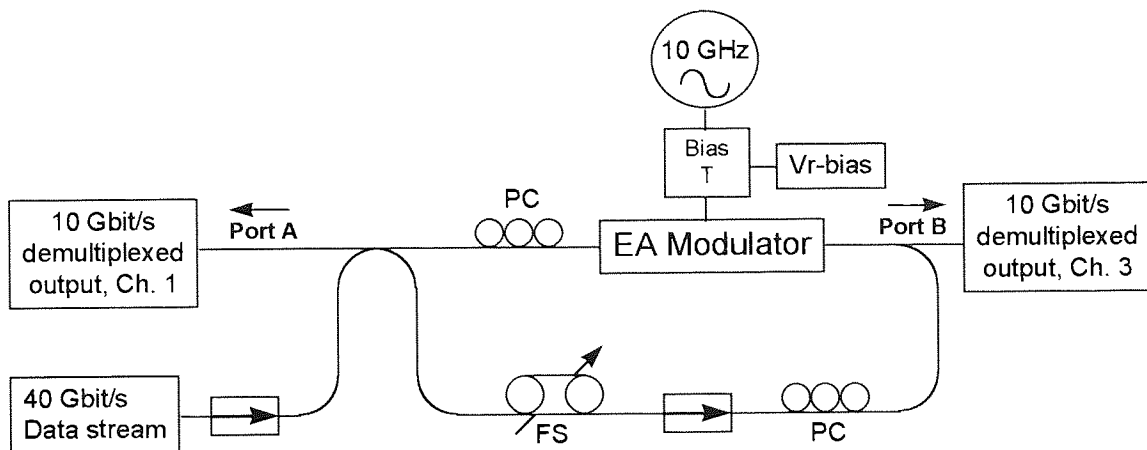 10 GHz
Bias
T
Vr-bias
PC
Port A
Port B
10 Gbit/s
demultiplexed
output, Ch. 1
EA Modulator
10 Gbit/s
demultiplexed
output, Ch. 3
40 Gbit/s
Data stream
FS
PC